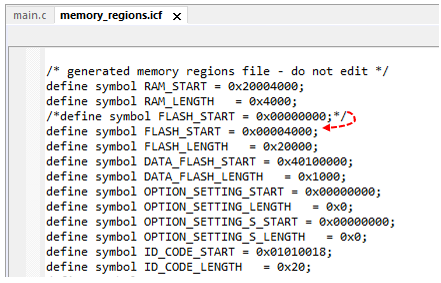 main.c memory_regions.icf x
/* generated memory regions file - do not edit */
define symbol RAM_START = 0x20004000;
define symbol RAM_LENGTH = 0x4000;
/*define symbol FLASH_START = 0x00000000;*/
define symbol FLASH_START = 0x00004000;
define symbol FLASH_LENGTH = 0x20000;
define symbol DATA_FLASH_START = 0x40100000;
define symbol DATA_FLASH_LENGTH = 0x1000;
define symbol OPTION_SETTING_START = 0x00000000;
define symbol OPTION_SETTING_LENGTH = 0x0;
define symbol OPTION_SETTING_S_START = 0x00000000;
define symbol OPTION_SETTING_S_LENGTH = 0x0;
define symbol ID_CODE_START = 0x01010018;
define symbol ID_CODE_LENGTH = 0x20;